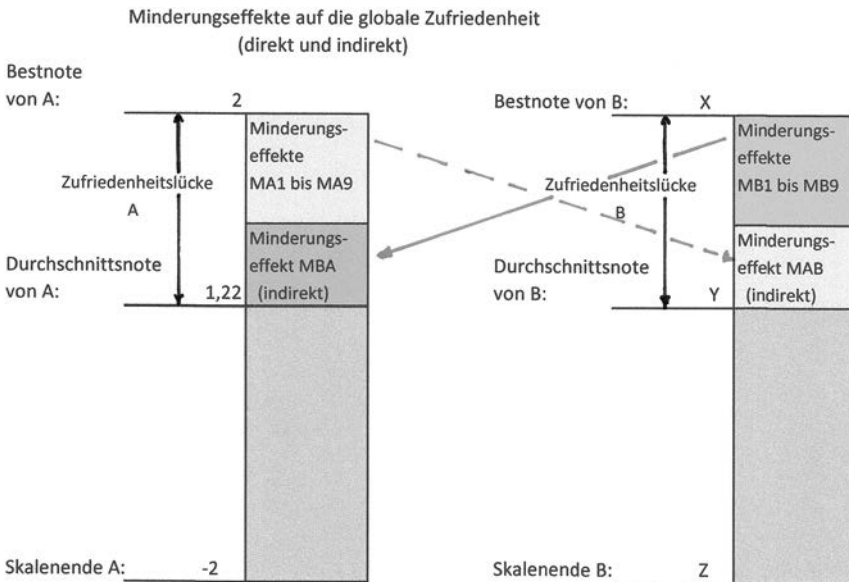 Minderungseffekte auf die globale Zufriedenheit
(direkt und indirekt)
Bestnote
von A: 2
Minderungs-
effekte
MA1 bis MA9
Zufriedenheitslücke
A
Minderungs-
effekt MBA
(indirekt)
Durchschnittsnote
von A: 1,22
Skalenende A: -2
Bestnote von B: X
Minderungs-
effekte
MB1 bis MB9
Zufriedenheitslücke
B
Minderungs-
effekt MAB
(indirekt)
Durchschnittsnote
von B: Y
Skalenende B: Z